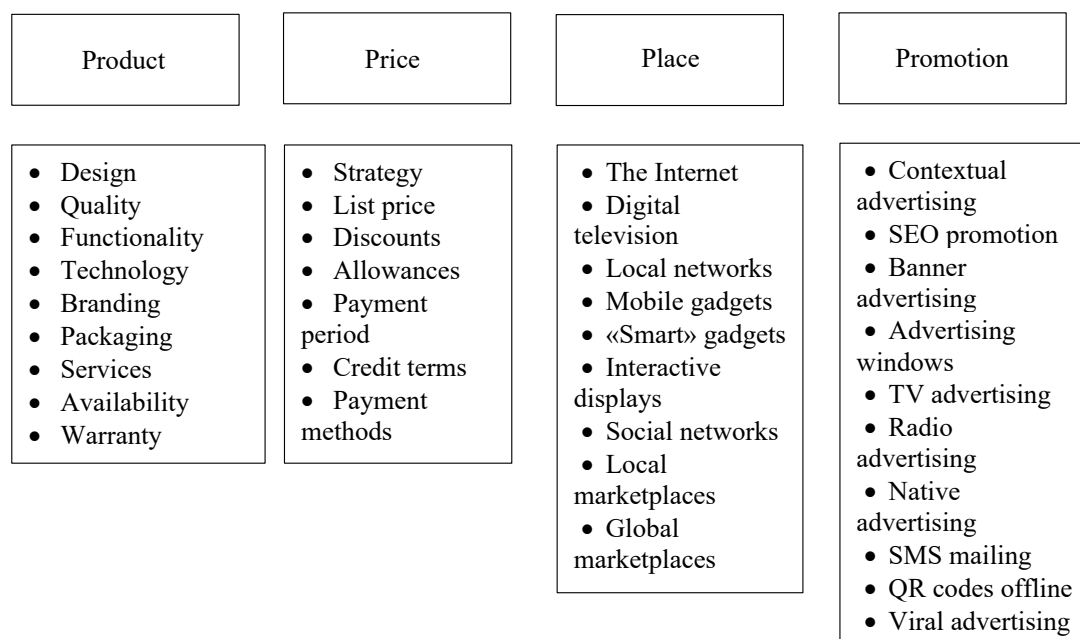 Product
Price
Place
Promotion
• Design
• Quality
• Functionality
• Technology
• Branding
• Packaging
• Services
• Availability
• Warranty
• Strategy
• List price
• Discounts
• Allowances
• Payment
period
• Credit terms
• Payment
methods
• The Internet
• Digital
television
• Local networks
• Mobile gadgets
• «Smart» gadgets
• Interactive
displays
• Social networks
• Local
marketplaces
• Global
marketplaces
• Contextual
advertising
• SEO promotion
• Banner
advertising
• Advertising
windows
• TV advertising
• Radio
advertising
• Native
advertising
• SMS mailing
• QR codes offline
• Viral advertising